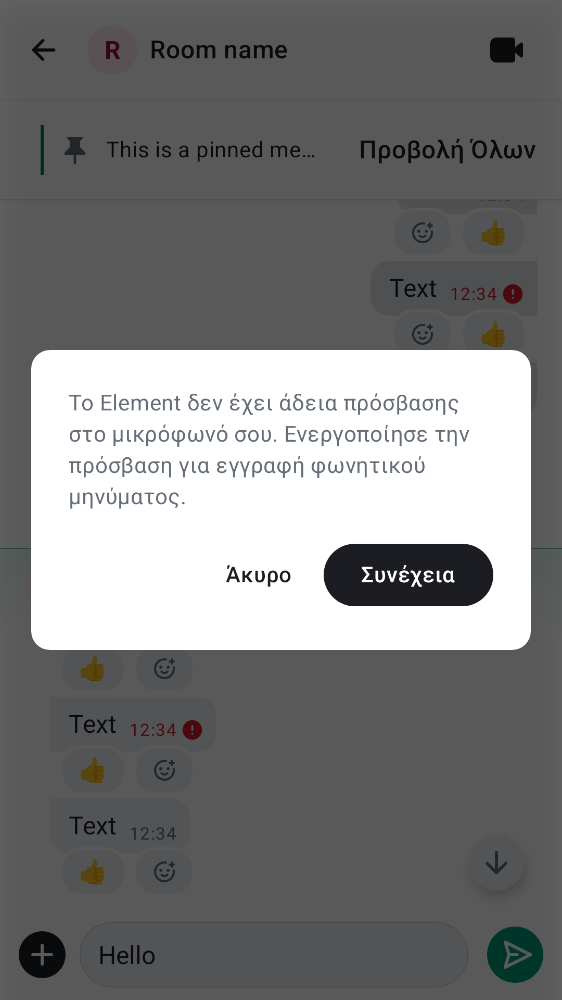 R Room name
This is a pinned me… Προβολή Όλων
Text 12:34
Το Element δεν έχει άδεια πρόσβασης
στο μικρόφωνό σου. Ενεργοποίησε την
πρόσβαση για εγγραφή φωνητικού
μηνύματος.
Άκυρο Συνέχεια
Text 12:34
Text 12:34
Hello